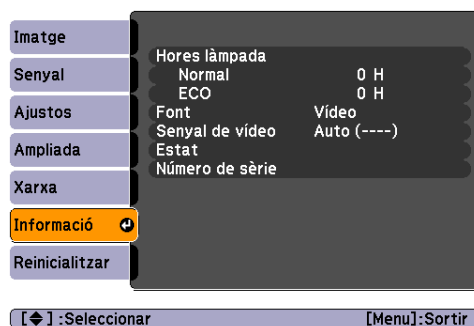 Imatge
Senyal
Ajustos
Ampliada
Xarxa
Informació
Reinicialitzar
Hores làmpada
Normal 0 H
ECO 0 H
Font Vídeo
Senyal de vídeo Auto (----)
Estat
Número de sèrie
[◆] :Seleccionar [Menu]:Sortir